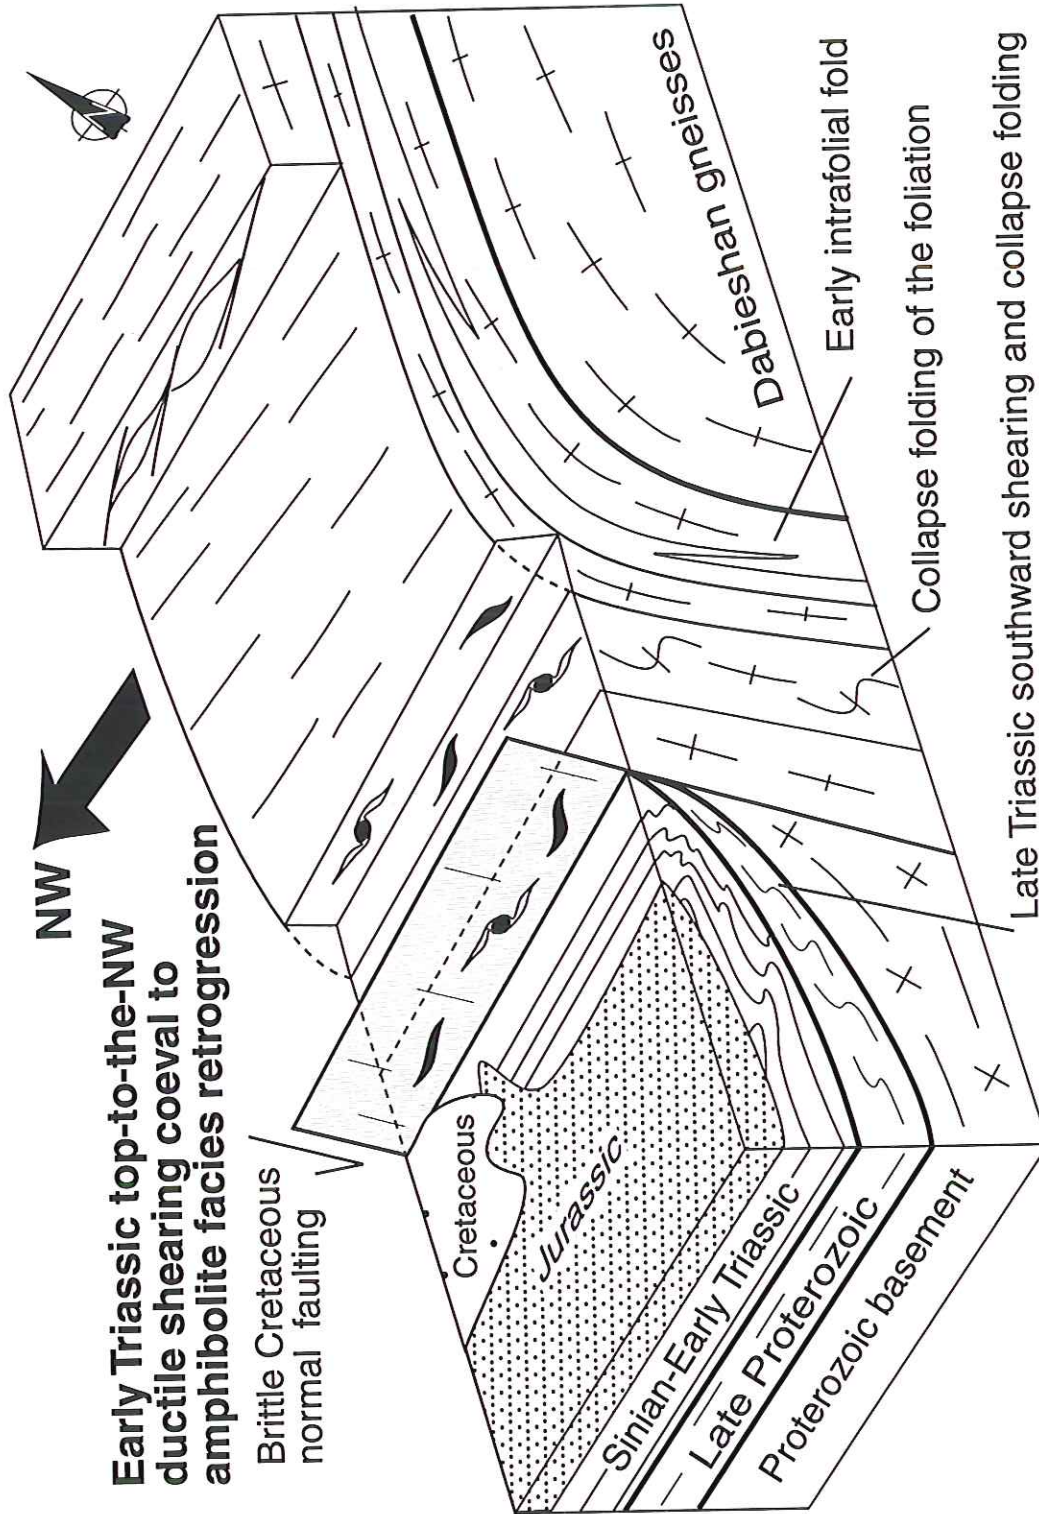 NW
Early Triassic top-to-the-NW
ductile shearing coeval to
amphibolite facies retrogression
Brittle Cretaceous
normal faulting
Cretaceous
Jurassic
Sinian-Early Triassic
Late Proterozoic
Proterozoic basement
Dabieshan gneisses
Early intrafolial fold
Collapse folding of the foliation
Late Triassic southward shearing and collapse folding